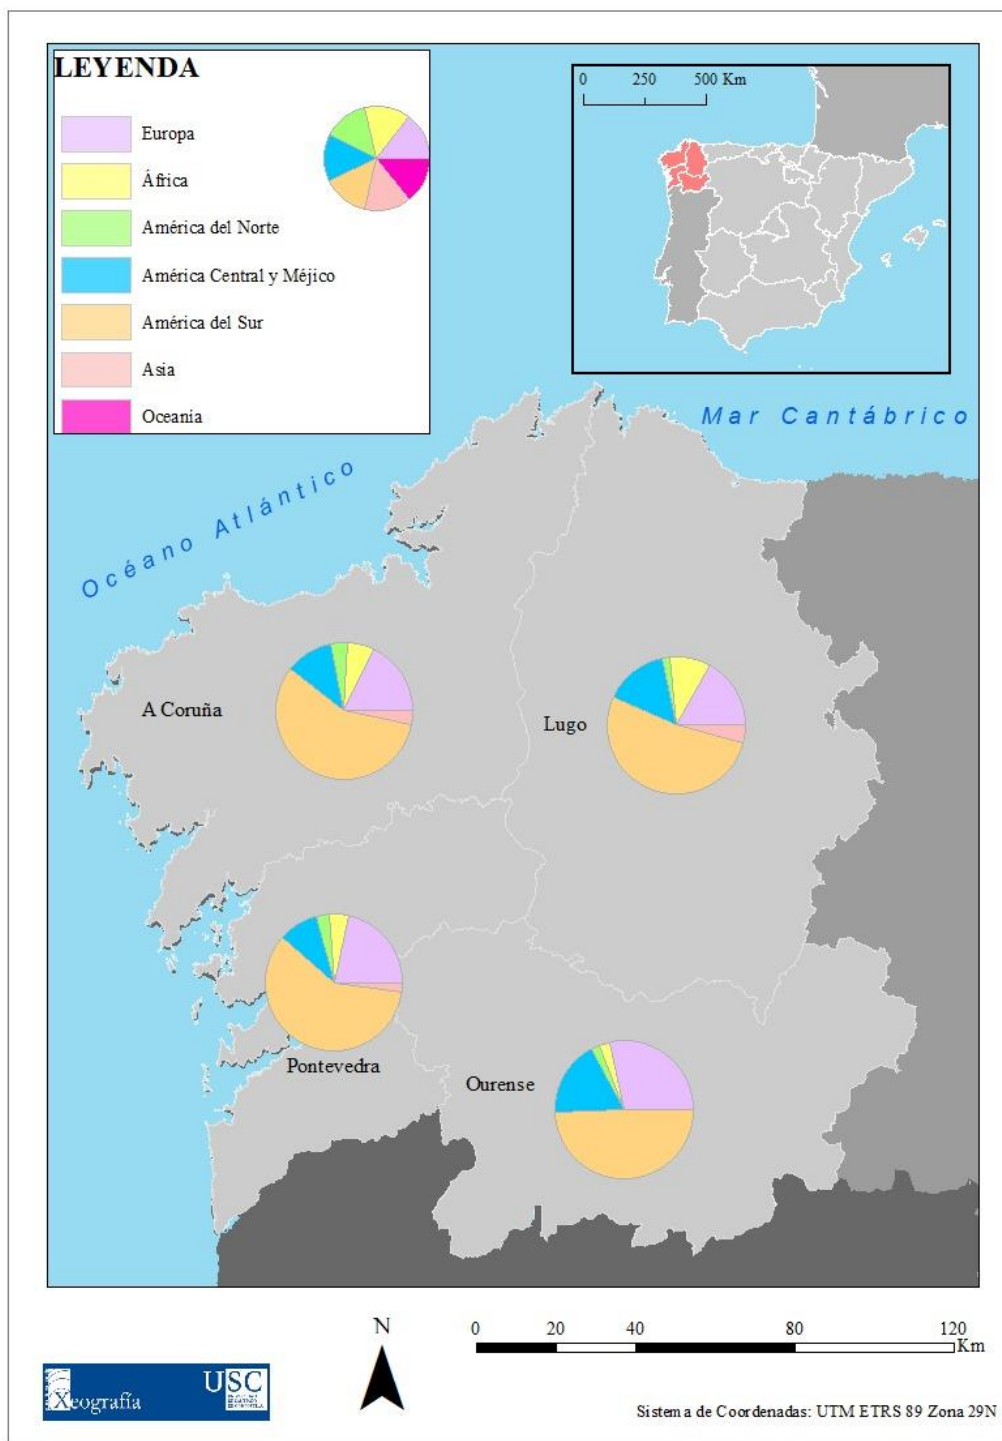 LEYENDA
Europa
África
América del Norte
América Central y Méjico
América del Sur
Asia
Oceania
0 250 500 Km
Mar Cantábrico
Océano Atlántico
A Coruña
Lugo
Pontevedra
Ourense
N
0 20 40 80 120
Km
Xeografía
USC
Sistema de Coordenadas: UTM ETRS 89 Zona 29N